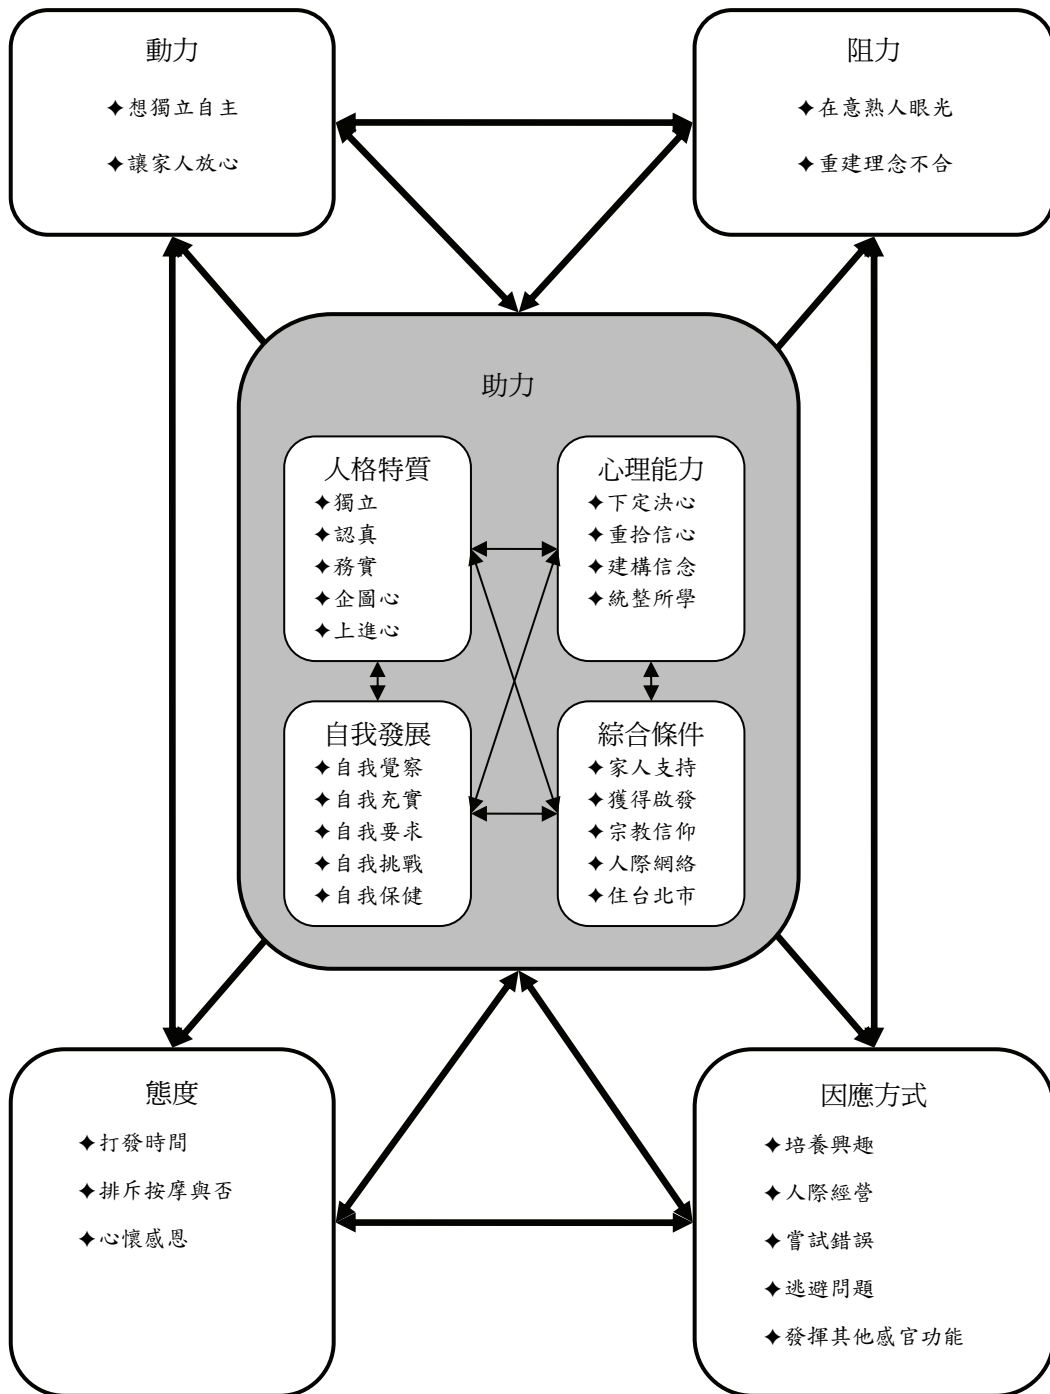 動力
✦想獨立自主
✦讓家人放心
阻力
✦在意熟人眼光
✦重建理念不合
助力
人格特質
✦獨立
✦認真
✦務實
✦企圖心
✦上進心
心理能力
✦下定決心
✦重拾信心
✦建構信念
✦統整所學
自我發展
✦自我覺察
✦自我充實
✦自我要求
✦自我挑戰
✦自我保健
綜合條件
✦家人支持
✦獲得啟發
✦宗教信仰
✦人際網絡
✦住台北市
態度
✦打發時間
✦排斥按摩與否
✦心懷感恩
因應方式
✦培養興趣
✦人際經營
✦嘗試錯誤
✦逃避問題
✦發揮其他感官功能